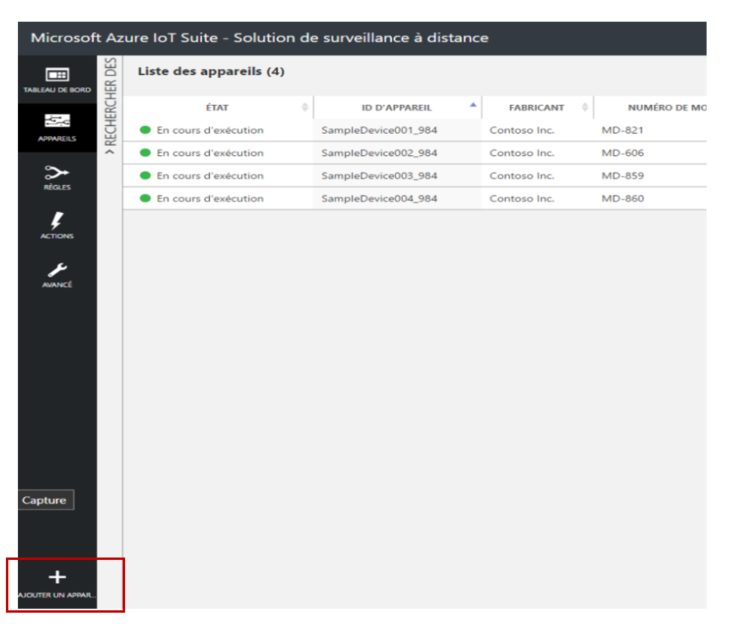 Microsoft Azure IoT Suite - Solution de surveillance à distance
TABLEAU DE BORD
APPAREILS
RÈGLES
ACTIONS
AVANCÉ
Capture
AJOUTER UN APPAR...
> RECHERCHER DES
Liste des appareils (4)
ÉTAT ID D'APPAREIL FABRICANT NUMÉRO DE MO
En cours d'exécution SampleDevice001_984 Contoso Inc. MD-821
En cours d'exécution SampleDevice002_984 Contoso Inc. MD-606
En cours d'exécution SampleDevice003_984 Contoso Inc. MD-859
En cours d'exécution SampleDevice004_984 Contoso Inc. MD-860